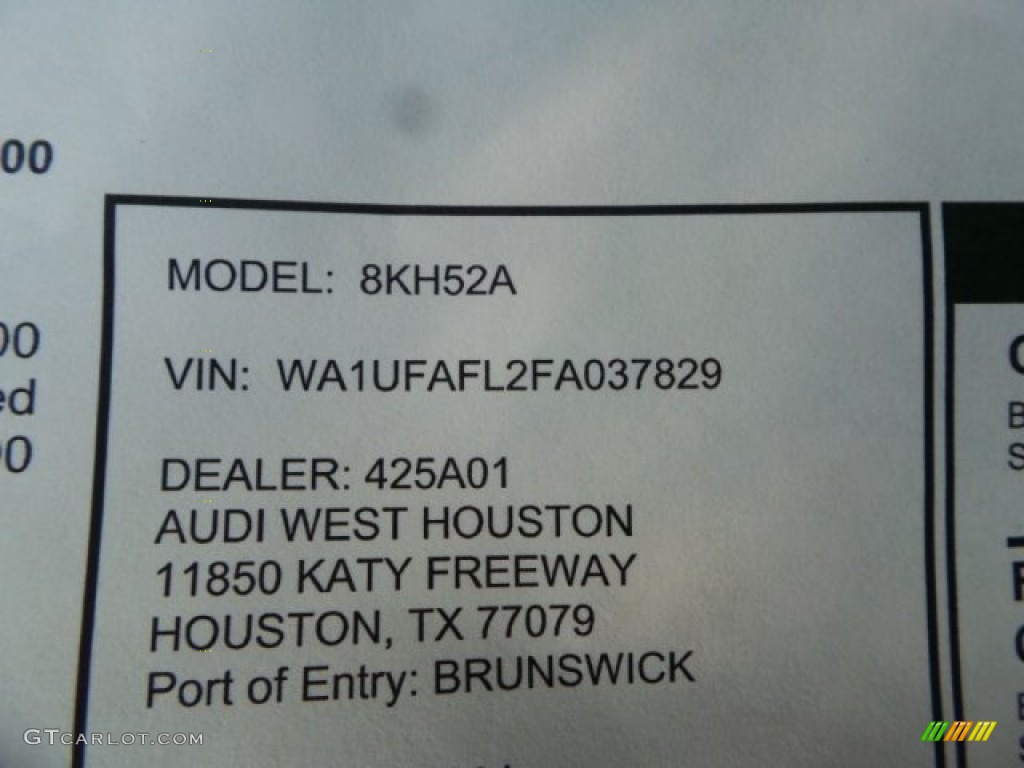 00
MODEL: 8KH52A
00
VIN: WA1UFAFL2FA037829
ed
00
DEALER: 425A01
AUDI WEST HOUSTON
11850 KATY FREEWAY
HOUSTON, TX 77079
Port of Entry: BRUNSWICK
GTCARLOT.COM